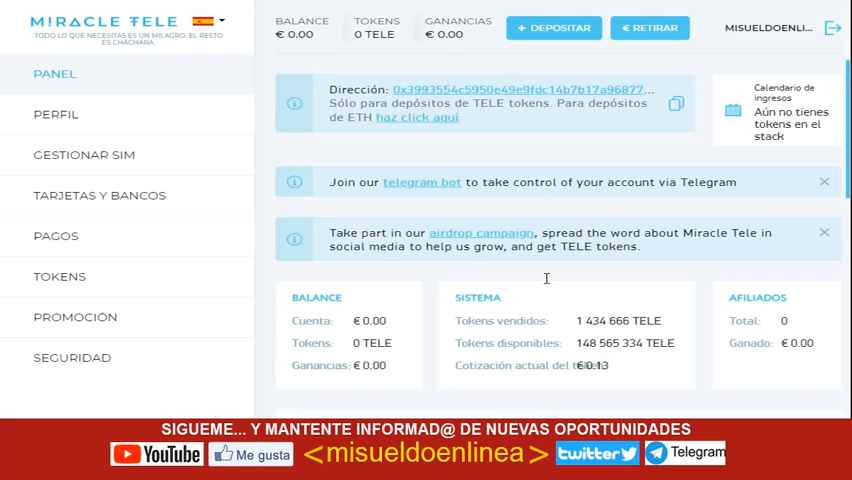 MIRACLE TELE
TODO LO QUE NECESITAS ES UN MILAGRO. EL RESTO
ES CHÁCHARA.
BALANCE
€ 0.00
TOKENS
0 TELE
GANANCIAS
€ 0.00
+ DEPOSITAR
€ RETIRAR
MISUELDOENLI...
PANEL
PERFIL
GESTIONAR SIM
TARJETAS Y BANCOS
PAGOS
TOKENS
PROMOCIÓN
SEGURIDAD
Dirección: 0x3993554c5950e49e9fdc14b7b17a96877...
Sólo para depósitos de TELE tokens. Para depósitos
de ETH haz click aquí
Calendario de
ingresos
Aún no tienes
tokens en el
stack
Join our telegram bot to take control of your account via Telegram
Take part in our airdrop campaign, spread the word about Miracle Tele in
social media to help us grow, and get TELE tokens.
BALANCE
Cuenta: € 0.00
Tokens: 0 TELE
Ganancias: € 0.00
SISTEMA
Tokens vendidos: 1 434 666 TELE
Tokens disponibles: 148 565 334 TELE
Cotización actual del token: € 0.13
AFILIADOS
Total: 0
Ganado: € 0.00
SIGUEME... Y MANTENTE INFORMAD@ DE NUEVAS OPORTUNIDADES
YouTube
Me gusta
<misueldoenlinea>
twitter
Telegram